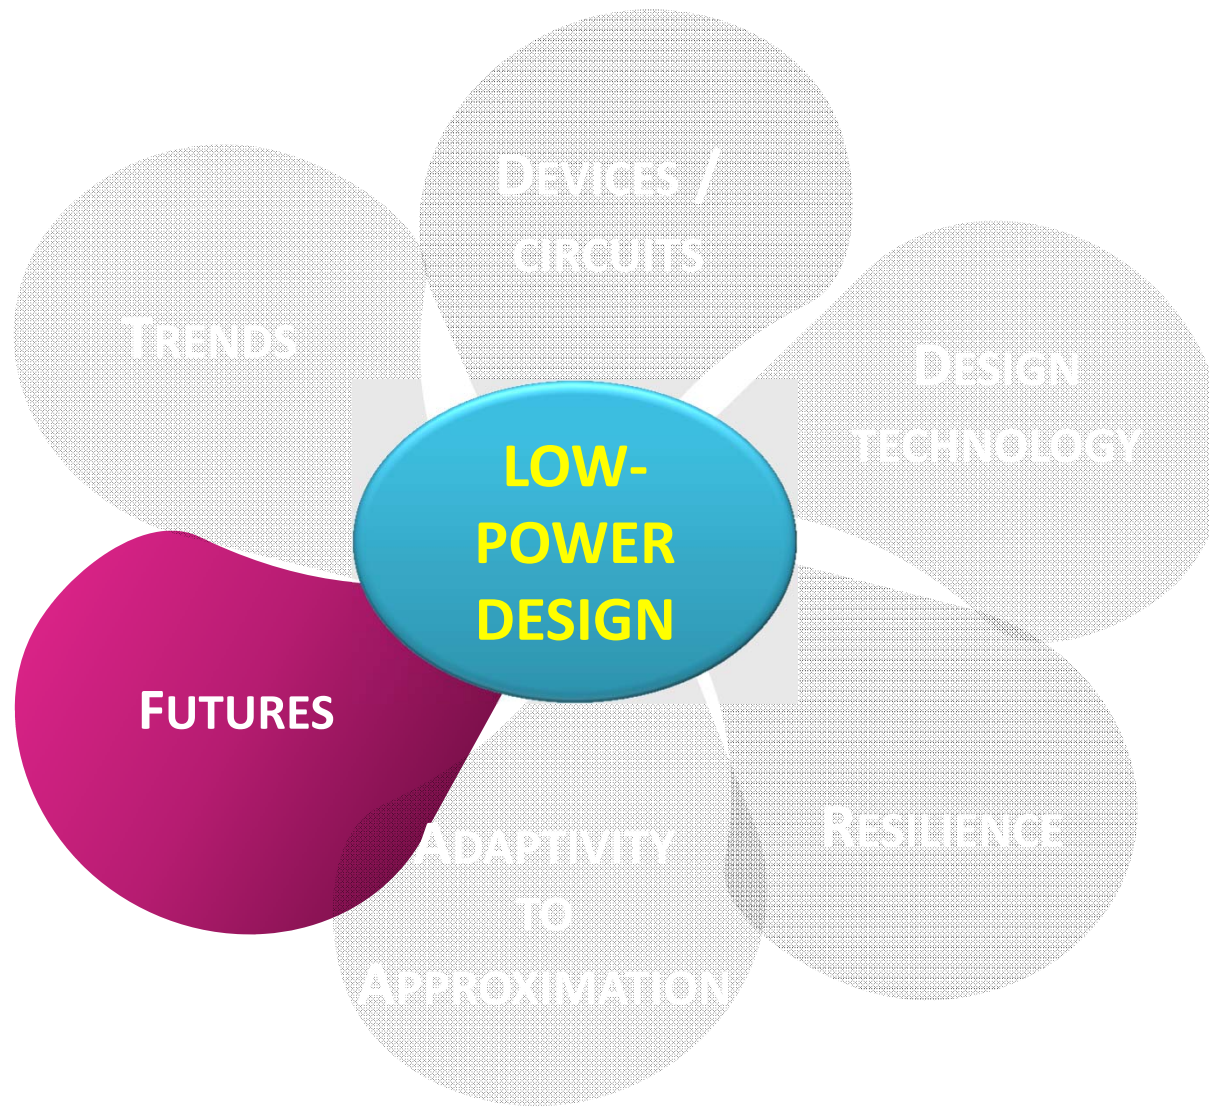 DEVICES /
CIRCUITS
TRENDS
DESIGN
TECHNOLOGY
LOW-
POWER
DESIGN
FUTURES
RESILIENCE
ADAPTIVITY
TO
APPROXIMATION